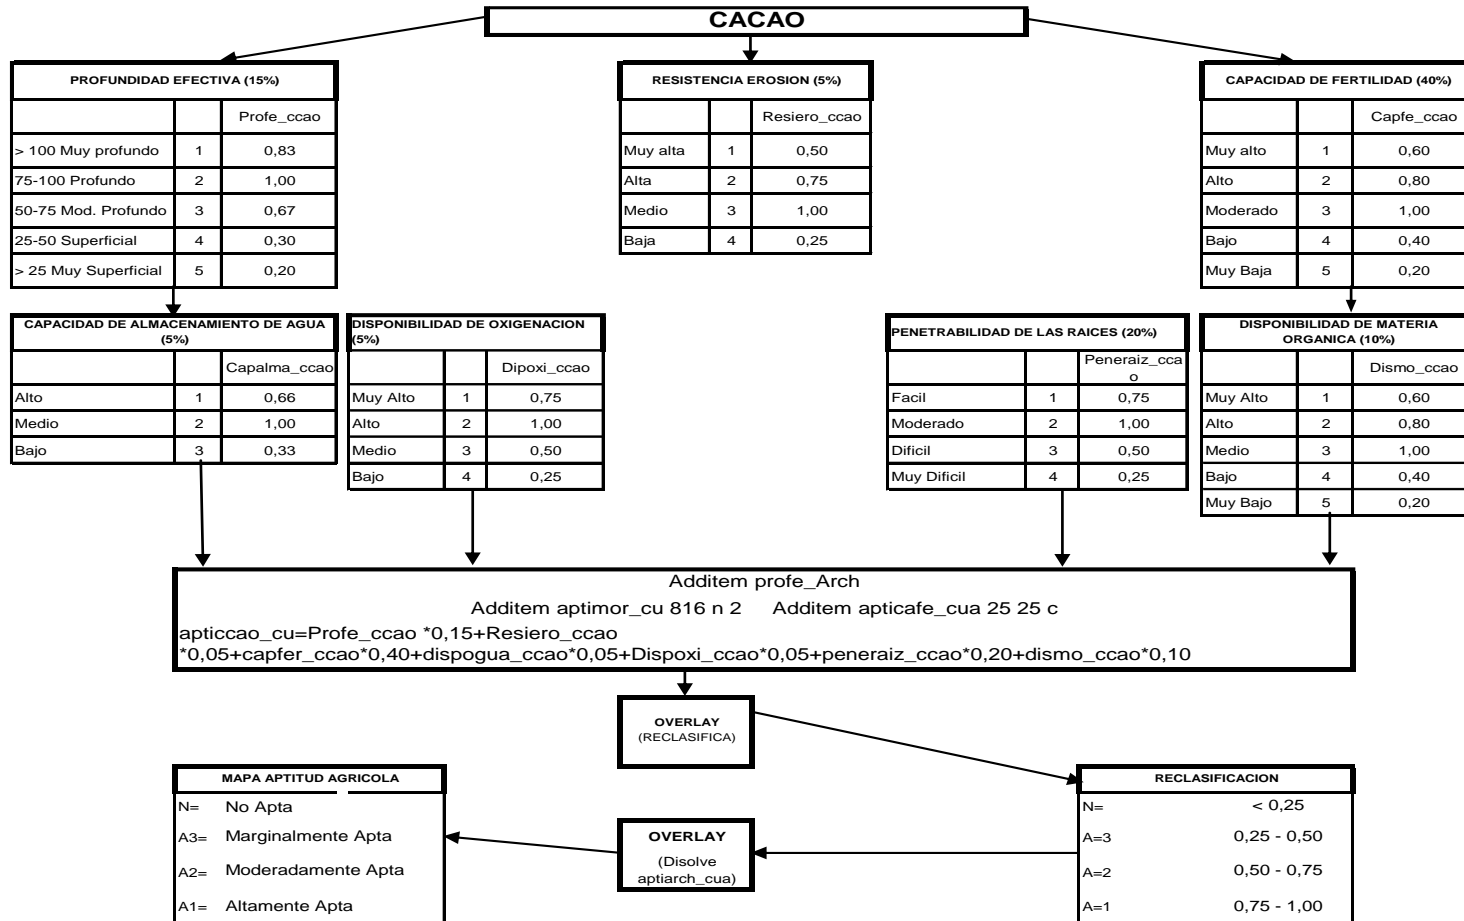 CACAO
PROFUNDIDAD EFECTIVA (15%)
Profe_ccao
> 100 Muy profundo 1 0,83
75-100 Profundo 2 1,00
50-75 Mod. Profundo 3 0,67
25-50 Superficial 4 0,30
> 25 Muy Superficial 5 0,20
RESISTENCIA EROSION (5%)
Resiero_ccao
Muy alta 1 0,50
Alta 2 0,75
Medio 3 1,00
Baja 4 0,25
CAPACIDAD DE FERTILIDAD (40%)
Capfe_ccao
Muy alto 1 0,60
Alto 2 0,80
Moderado 3 1,00
Bajo 4 0,40
Muy Baja 5 0,20
CAPACIDAD DE ALMACENAMIENTO DE AGUA
(5%)
Capalma_ccao
Alto 1 0,66
Medio 2 1,00
Bajo 3 0,33
DISPONIBILIDAD DE OXIGENACION
(5%)
Dipoxi_ccao
Muy Alto 1 0,75
Alto 2 1,00
Medio 3 0,50
Bajo 4 0,25
PENETRABILIDAD DE LAS RAICES (20%)
Peneraiz_cca
o
Facil 1 0,75
Moderado 2 1,00
Dificil 3 0,50
Muy Dificil 4 0,25
DISPONIBILIDAD DE MATERIA
ORGANICA (10%)
Dismo_ccao
Muy Alto 1 0,60
Alto 2 0,80
Medio 3 1,00
Bajo 4 0,40
Muy Bajo 5 0,20
Additem profe_Arch
Additem aptimor_cu 816 n 2 Additem apticafe_cua 25 25 c
apticcao_cu=Profe_ccao *0,15+Resiero_ccao
*0,05+capfer_ccao*0,40+dispogua_ccao*0,05+Dispoxi_ccao*0,05+peneraiz_ccao*0,20+dismo_ccao*0,10
OVERLAY
(RECLASIFICA)
MAPA APTITUD AGRICOLA
N= No Apta
A3= Marginalmente Apta
A2= Moderadamente Apta
A1= Altamente Apta
OVERLAY
(Disolve
aptiarch_cua)
RECLASIFICACION
N= < 0,25
A=3 0,25 - 0,50
A=2 0,50 - 0,75
A=1 0,75 - 1,00